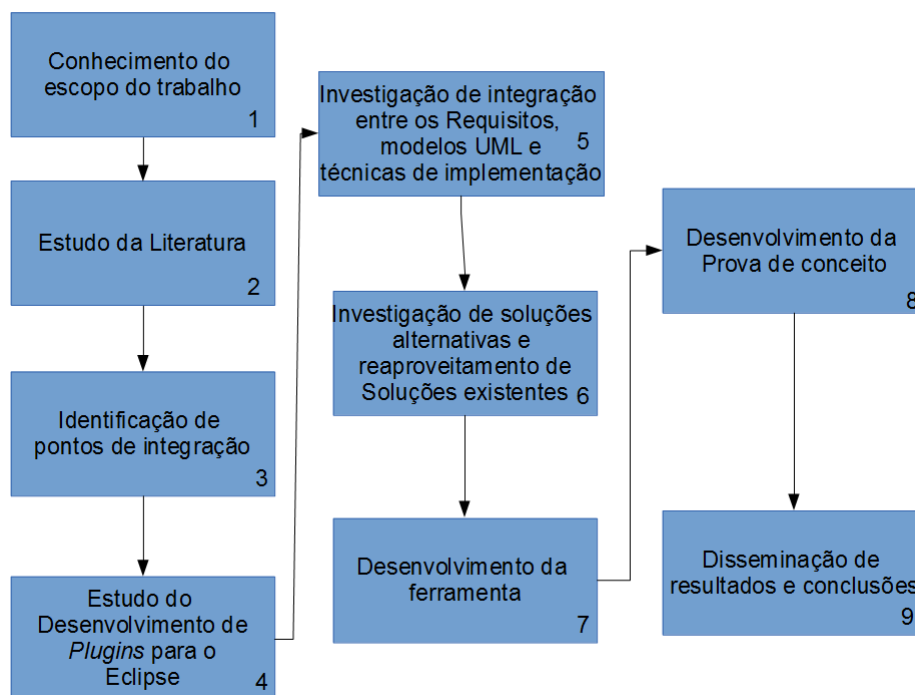 Conhecimento do
escopo do trabalho
1
Estudo da Literatura
2
Identificação de
pontos de integração
3
Estudo do
Desenvolvimento de
Plugins para o
Eclipse
4
Investigação de integração
entre os Requisitos,
modelos UML e
técnicas de implementação
5
Investigação de soluções
alternativas e
reaproveitamento de
Soluções existentes
6
Desenvolvimento da
ferramenta
7
Desenvolvimento da
Prova de conceito
8
Disseminação de
resultados e conclusões
9